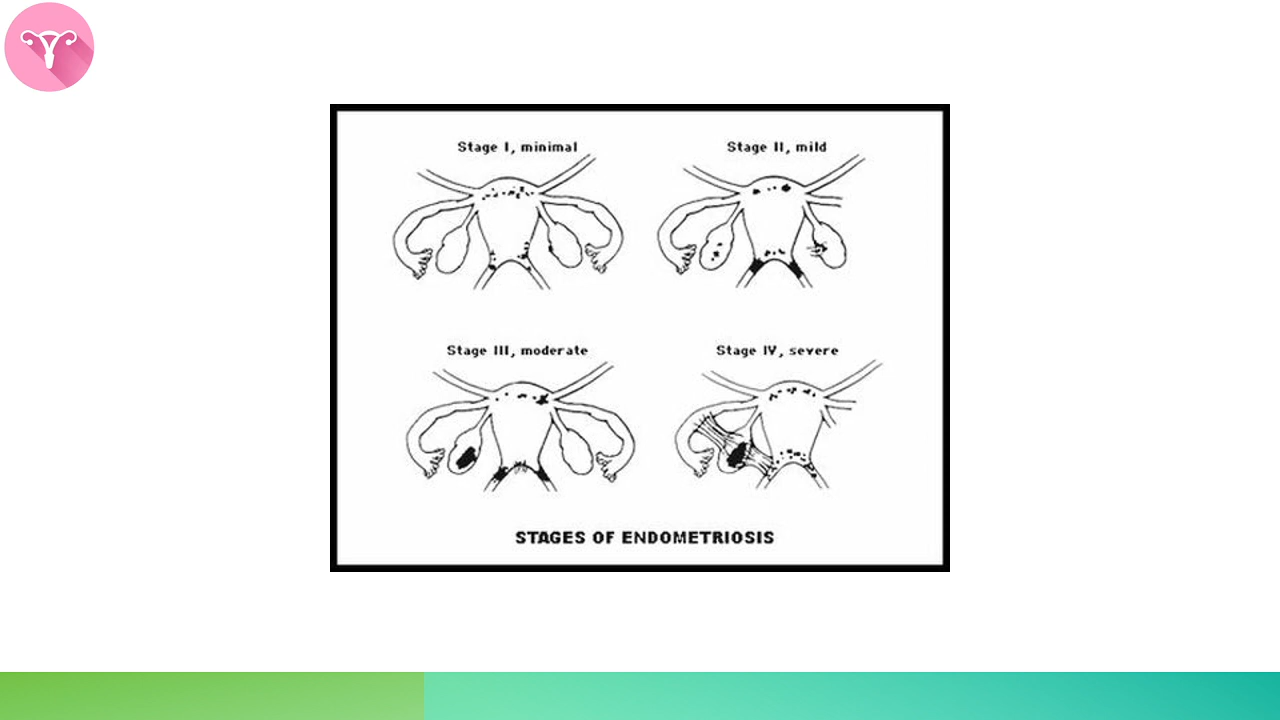 Stage I, minimal
Stage II, mild
Stage III, moderate
Stage IV, severe
STAGES OF ENDOMETRIOSIS